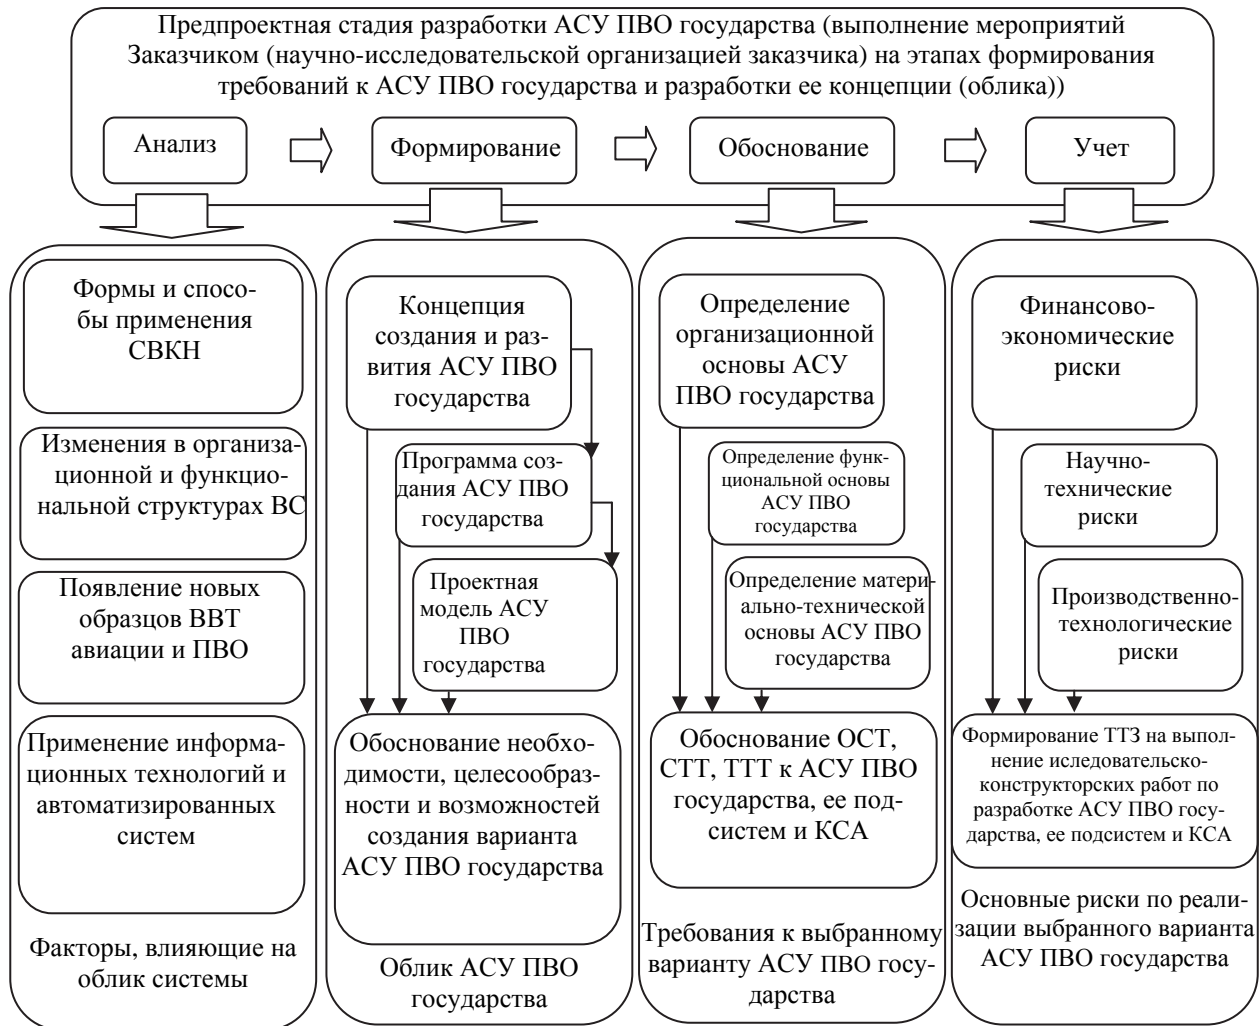 Предпроектная стадия разработки АСУ ПВО государства (выполнение мероприятий
Заказчиком (научно-исследовательской организацией заказчика) на этапах формирования
требований к АСУ ПВО государства и разработки ее концепции (облика))
Анализ
Формирование
Обоснование
Учет
Формы и спосо-
бы применения
СВКН
Изменения в организа-
ционной и функцио-
нальной структурах ВС
Появление новых
образцов ВВТ
авиации и ПВО
Применение информа-
ционных технологий и
автоматизированных
систем
Факторы, влияющие на
облик системы
Концепция
создания и раз-
вития АСУ ПВО
государства
Программа соз-
дания АСУ ПВО
государства
Проектная
модель АСУ
ПВО
государства
Обоснование необхо-
димости, целесообраз-
ности и возможностей
создания варианта
АСУ ПВО государства
Облик АСУ ПВО
государства
Определение
организационной
основы АСУ
ПВО государства
Определение функ-
циональной основы
АСУ ПВО
государства
Определение матери-
ально-технической
основы АСУ ПВО
государства
Обоснование ОСТ,
СТТ, ТТТ к АСУ ПВО
государства, ее под-
систем и КСА
Требования к выбранному
варианту АСУ ПВО госу-
дарства
Финансово-
экономические
риски
Научно-
технические
риски
Производственно-
технологические
риски
Формирование ТТЗ на выпол-
нение иследовательско-
конструкторских работ по
разработке АСУ ПВО госу-
дарства, ее подсистем и КСА
Основные риски по реали-
зации выбранного варианта
АСУ ПВО государства